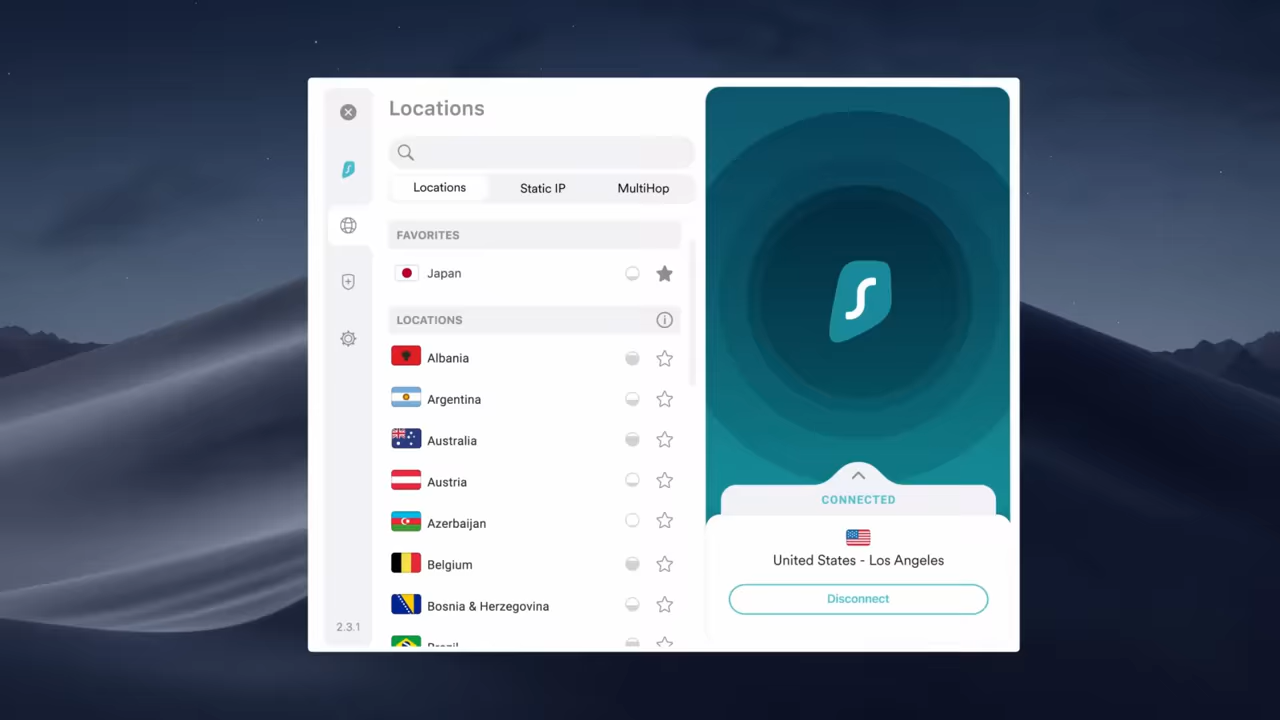 Locations
Locations
Static IP
MultiHop
FAVORITES
Japan
LOCATIONS
Albania
Argentina
Australia
Austria
Azerbaijan
Belgium
Bosnia & Herzegovina
2.3.1
CONNECTED
United States - Los Angeles
Disconnect